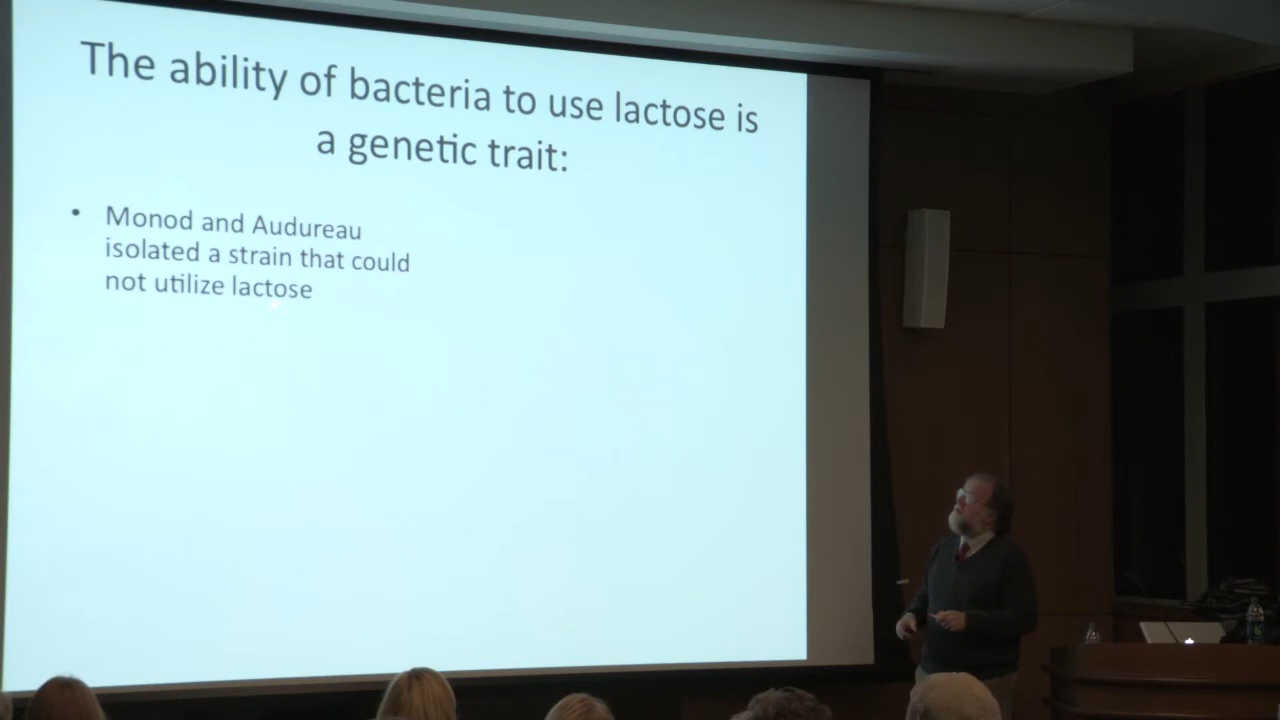 The ability of bacteria to use lactose is
a genetic trait:
• Monod and Audureau
isolated a strain that could
not utilize lactose